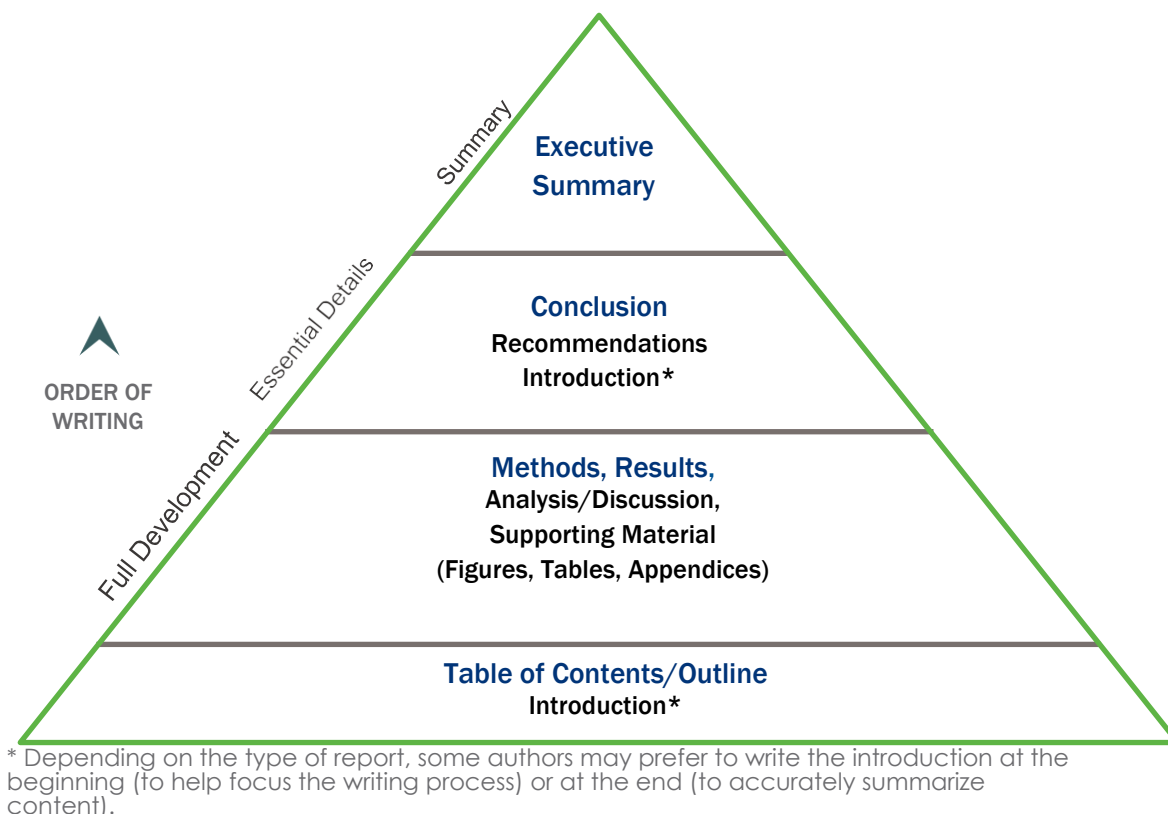 Summary
Executive
Summary
Essential Details
Conclusion
Recommendations
Introduction*
ORDER OF
WRITING
Full Development
Methods, Results,
Analysis/Discussion,
Supporting Material
(Figures, Tables, Appendices)
Table of Contents/Outline
Introduction*
* Depending on the type of report, some authors may prefer to write the introduction at the
beginning (to help focus the writing process) or at the end (to accurately summarize
content).